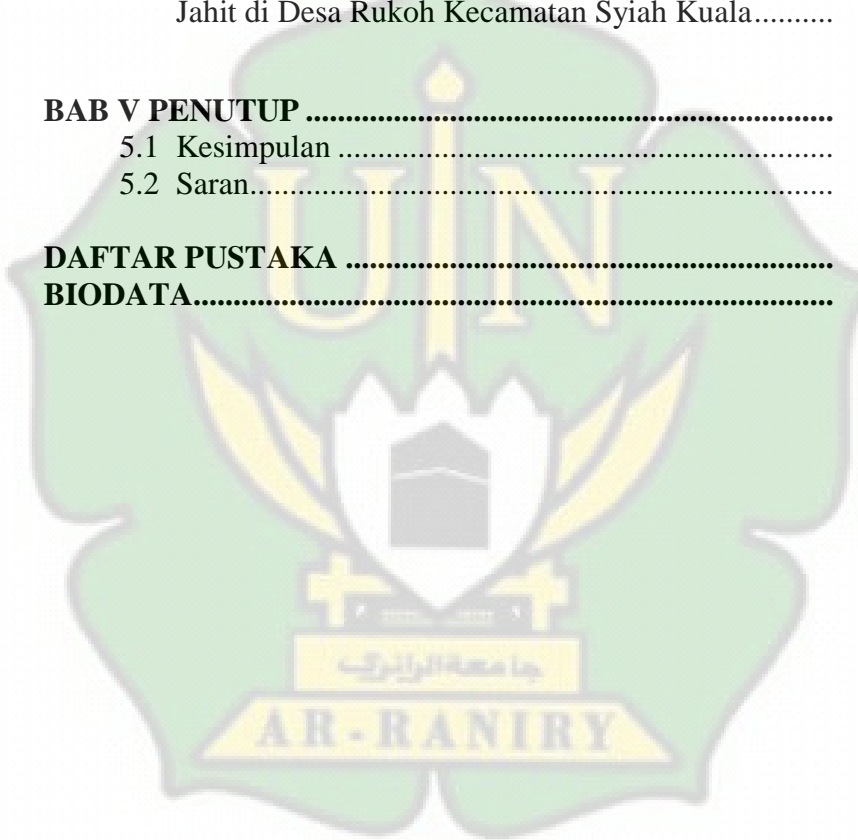 Jahit di Desa Rukoh Kecamatan Syiah Kuala..........
BAB V PENUTUP ..................................................................
5.1 Kesimpulan ..............................................................
5.2 Saran.........................................................................
DAFTAR PUSTAKA .............................................................
BIODATA................................................................................
UIN
جامعة الرانري
AR-RANIRY